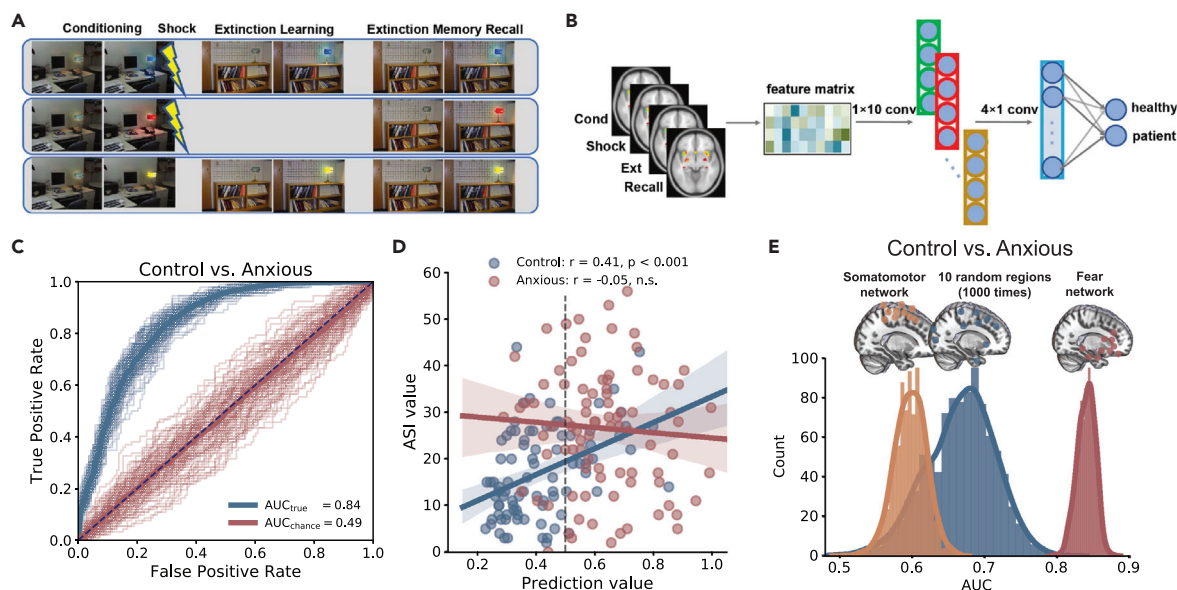 A
Conditioning Shock Extinction Learning Extinction Memory Recall
B
Cond
Shock
Ext
Recall
feature matrix
1×10 conv
4×1 conv
healthy
patient
C
Control vs. Anxious
True Positive Rate
1.0
0.8
0.6
0.4
0.2
0.0
0.0 0.2 0.4 0.6 0.8 1.0
False Positive Rate
AUCtrue = 0.84
AUCchance = 0.49
D
Control: r = 0.41, p < 0.001
Anxious: r = -0.05, n.s.
ASI value
60
50
40
30
20
10
0
0.2 0.4 0.6 0.8 1.0
Prediction value
E
Control vs. Anxious
Somatomotor
network
10 random regions
(1000 times)
Fear
network
Count
100
80
60
40
20
0
0.5 0.6 0.7 0.8 0.9
AUC